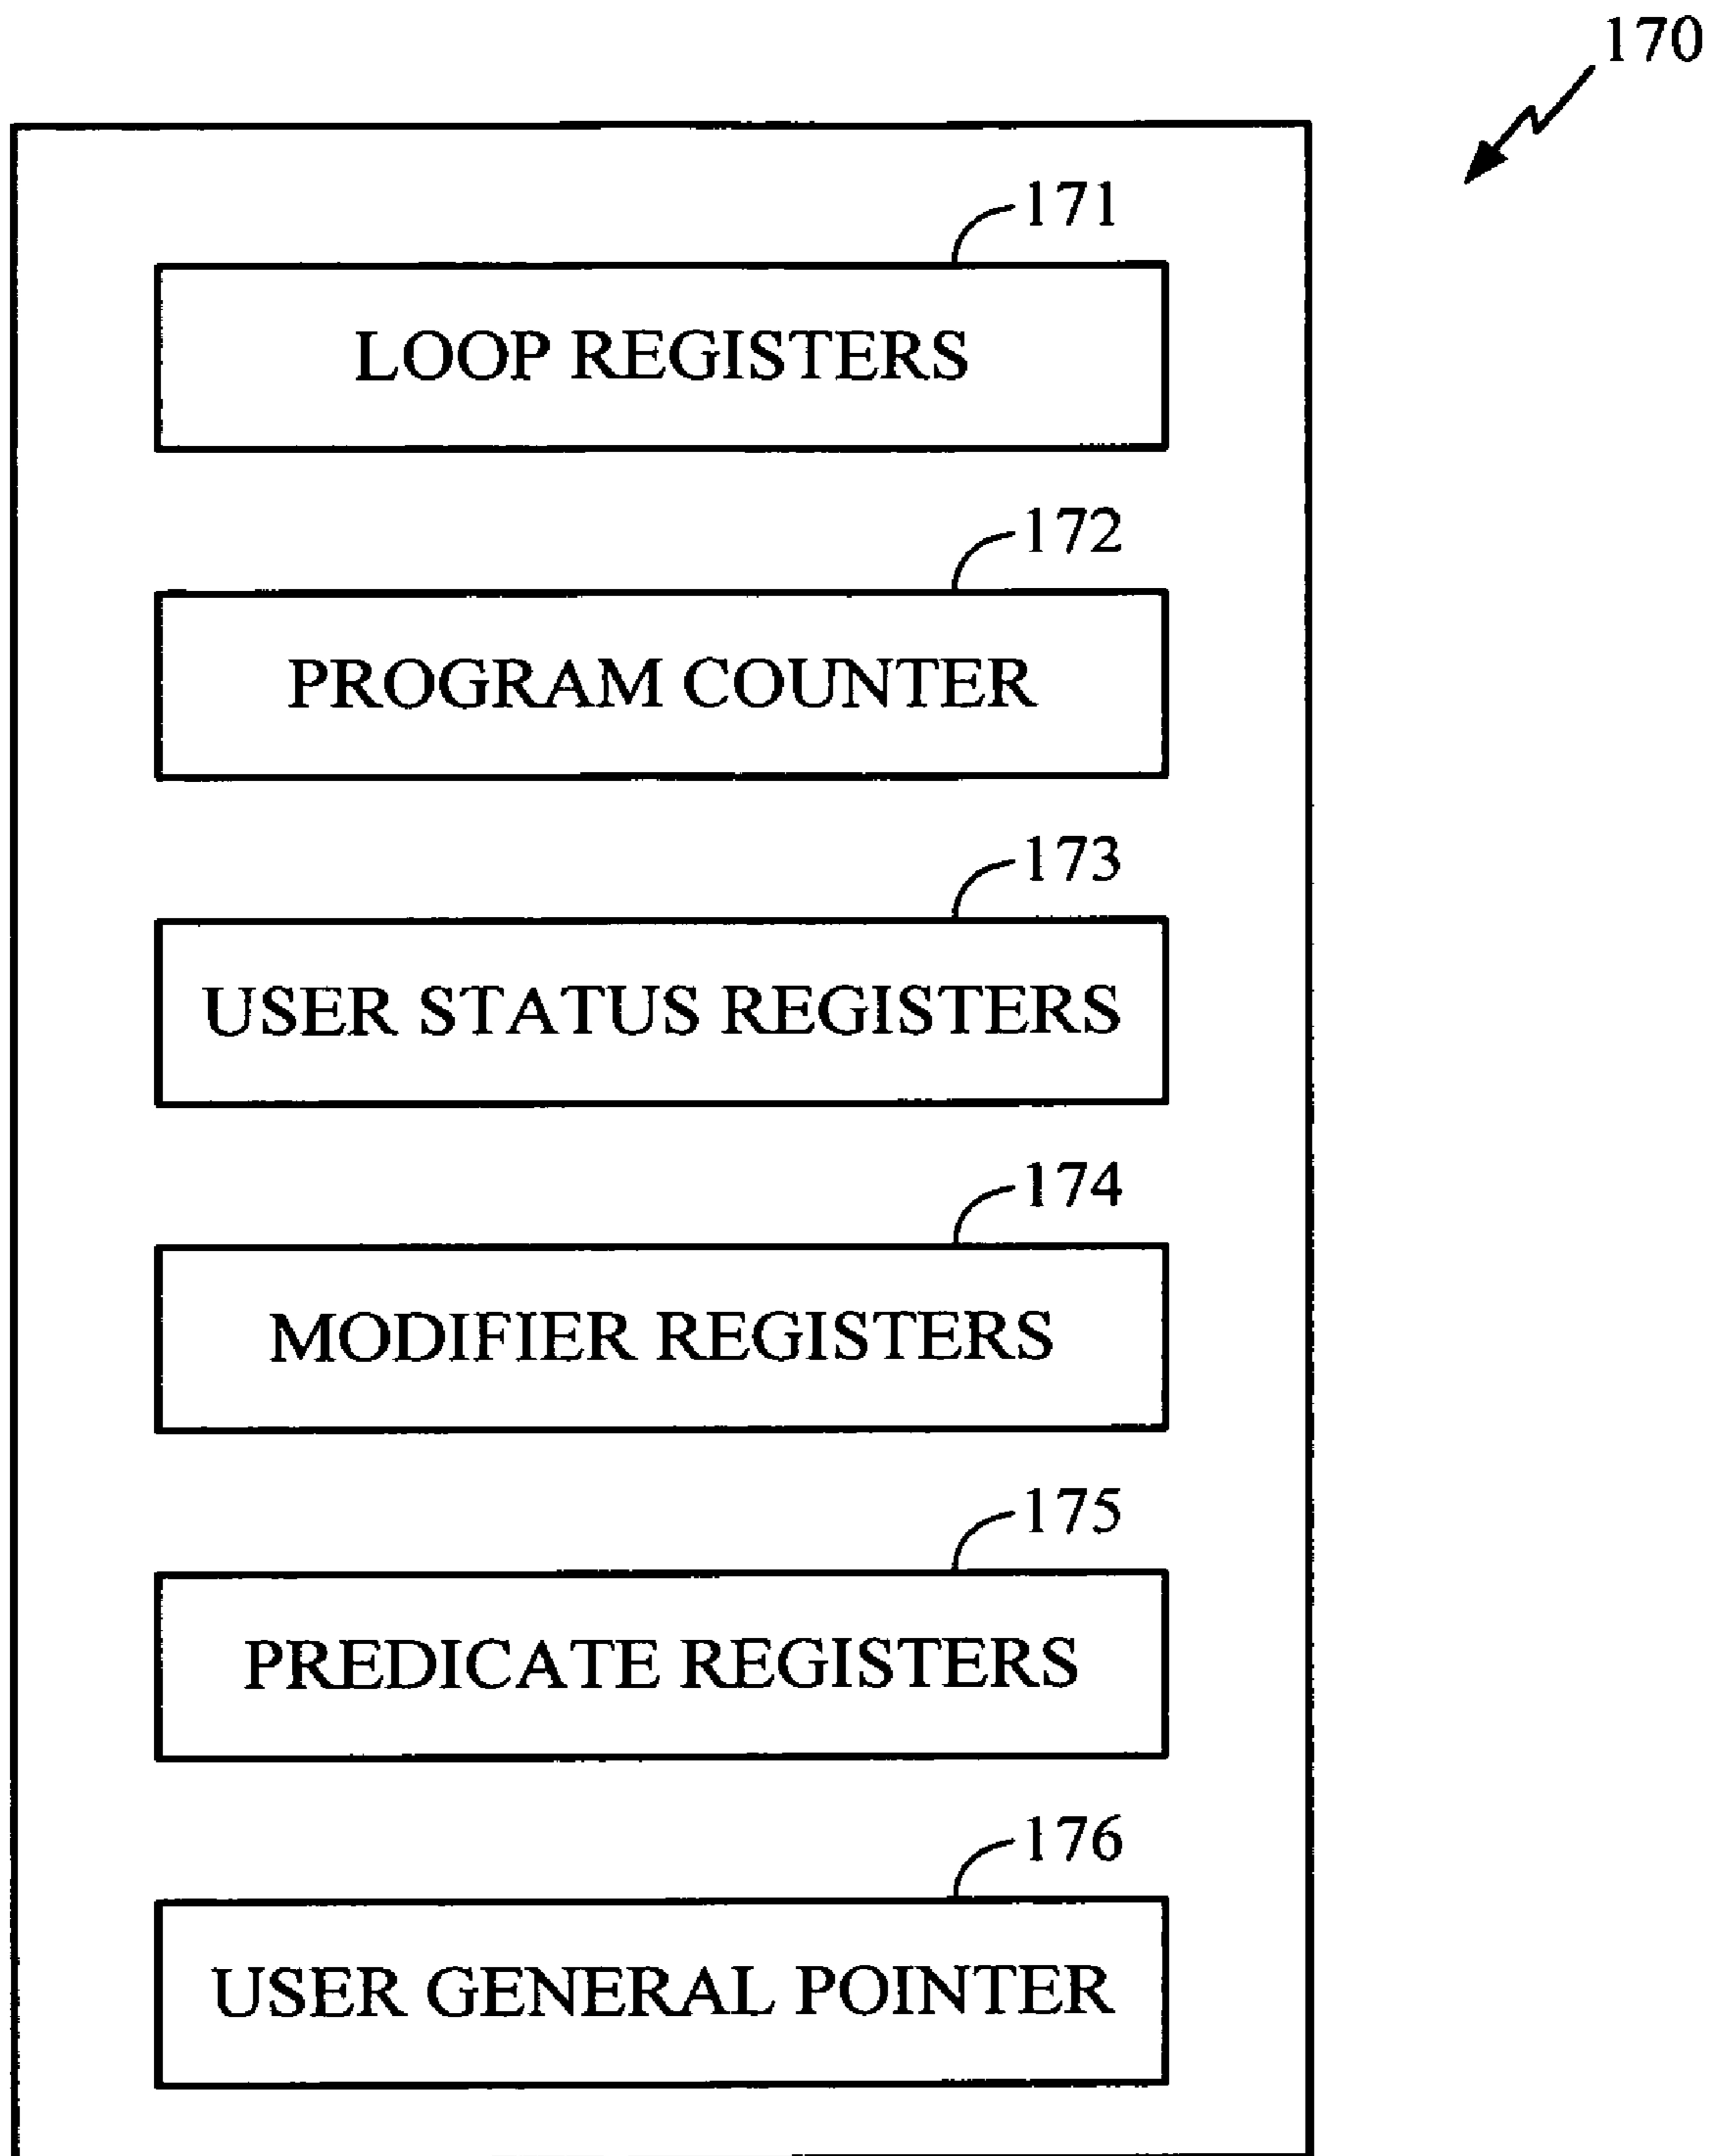 170
171
LOOP REGISTERS
172
PROGRAM COUNTER
173
USER STATUS REGISTERS
174
MODIFIER REGISTERS
175
PREDICATE REGISTERS
176
USER GENERAL POINTER